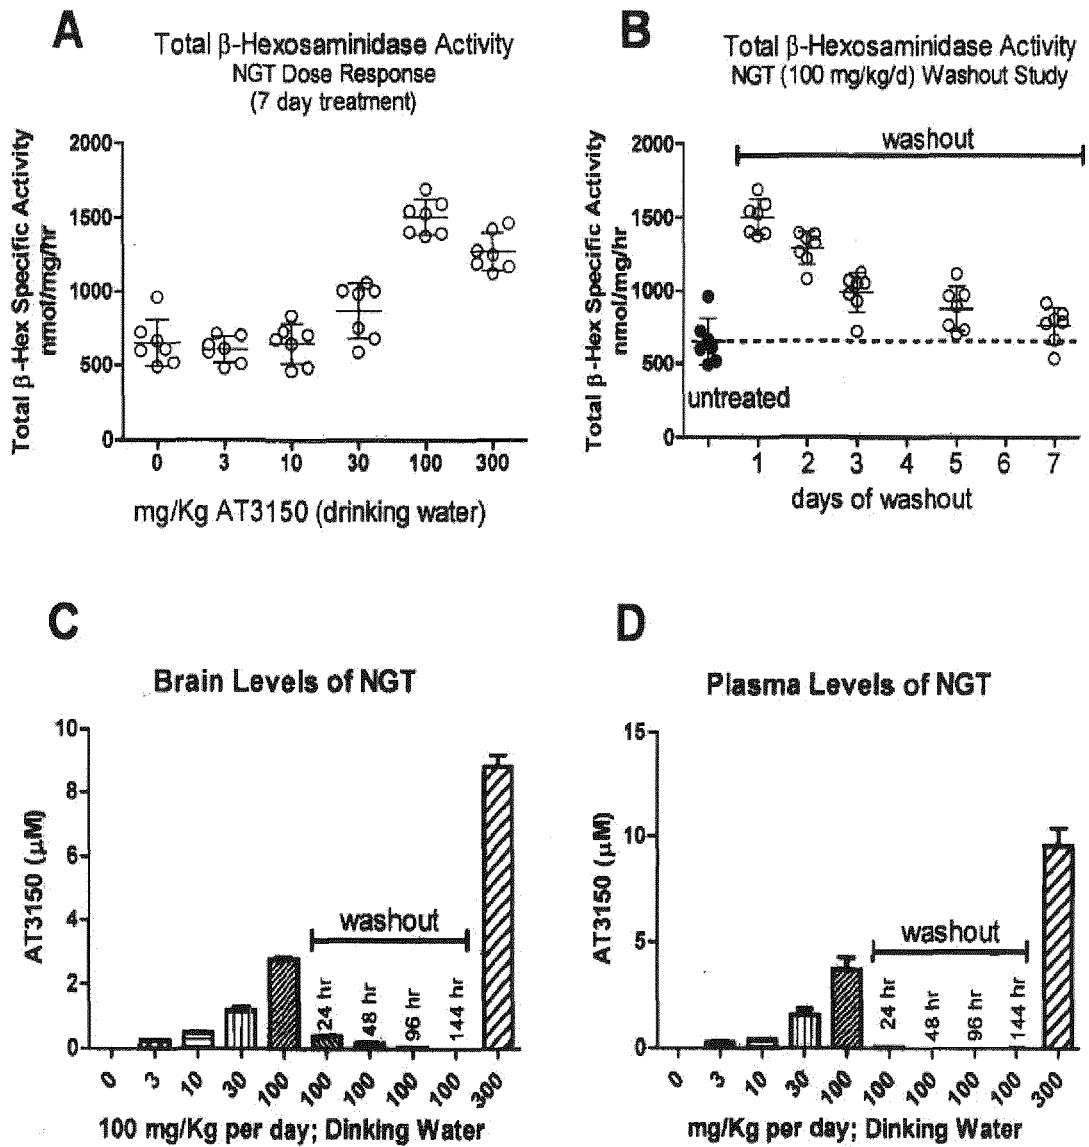 A
Total β-Hexosaminidase Activity
NGT Dose Response
(7 day treatment)
Total β-Hex Specific Activity
nmol/mg/hr
2000
1500
1000
500
0
0 3 10 30 100 300
mg/Kg AT3150 (drinking water)
B
Total β-Hexosaminidase Activity
NGT (100 mg/kg/d) Washout Study
Total β-Hex Specific Activity
nmol/mg/hr
2000
1500
1000
500
0
washout
untreated
1 2 3 4 5 6 7
days of washout
C
Brain Levels of NGT
AT3150 (μM)
10
8
6
4
2
0
washout
24 hr
48 hr
96 hr
144 hr
0 3 10 30 100 100 100 100 100 300
100 mg/Kg per day; Dinking Water
D
Plasma Levels of NGT
AT3150 (μM)
15
10
5
0
washout
24 hr
48 hr
96 hr
144 hr
0 3 10 30 100 100 100 100 100 300
mg/Kg per day; Dinking Water